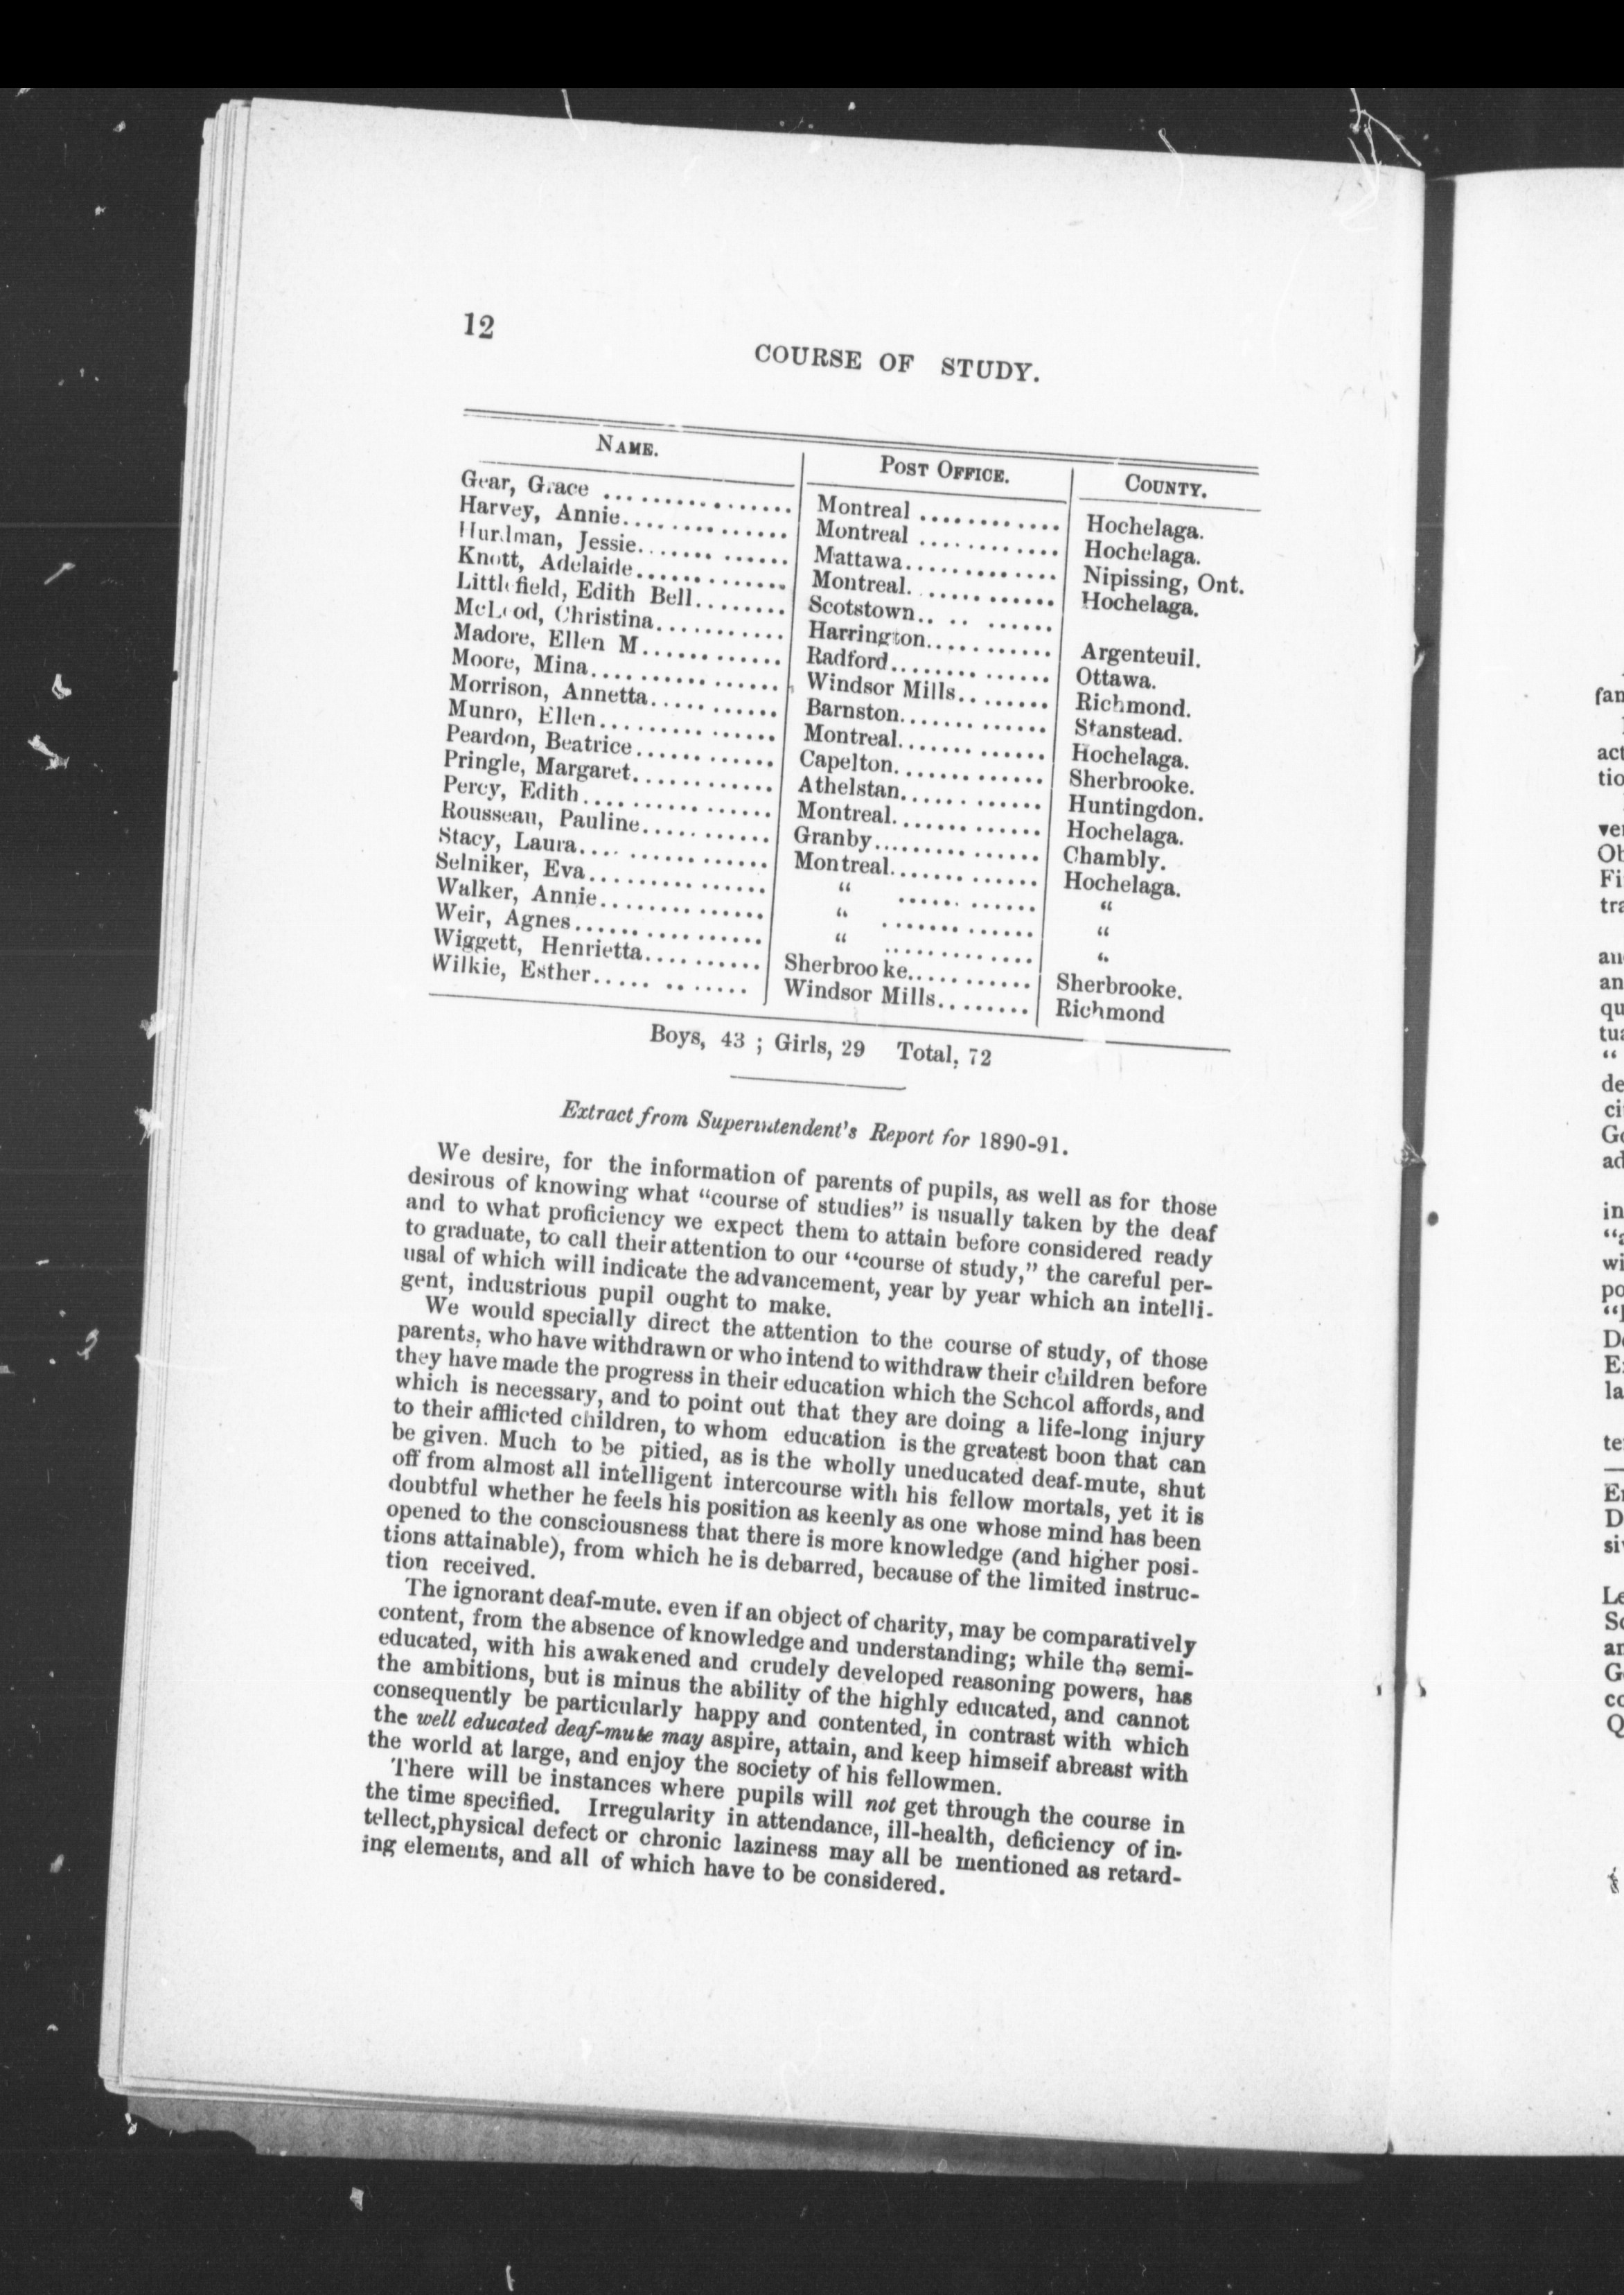 12
COURSE OF STUDY.
NAME. POST OFFICE. COUNTY.
Gear, Grace .................. Montreal ............ Hochelaga.
Harvey, Annie............... Montreal ............ Hochelaga.
Hurdman, Jessie............. Mattawa............. Nipissing, Ont.
Knott, Adelaide............. Montreal............. Hochelaga.
Littlefield, Edith Bell........ Scotstown.. .. ......
McLeod, Christina........... Harrington........... Argenteuil.
Madore, Ellen M............ Radford.............. Ottawa.
Moore, Mina................ Windsor Mills........ Richmond.
Morrison, Annetta........... Barnston............. Stanstead.
Munro, Ellen............... Montreal............. Hochelaga.
Peardon, Beatrice............ Capelton............. Sherbrooke.
Pringle, Margaret............ Athelstan............ Huntingdon.
Percy, Edith................ Montreal............. Hochelaga.
Rousseau, Pauline........... Granby.............. Chambly.
Stacy, Laura................ Montreal............. Hochelaga.
Selniker, Eva............... “ ............ “
Walker, Annie.............. “ ............. “
Weir, Agnes................ “ ............. “
Wiggett, Henrietta........... Sherbrooke........... Sherbrooke.
Wilkie, Esther..... .. ...... Windsor Mills........ Richmond
Boys, 43 ; Girls, 29 Total, 72
Extract from Superintendent's Report for 1890-91.
We desire, for the information of parents of pupils, as well as for those
desirous of knowing what “course of studies” is usually taken by the deaf
and to what proficiency we expect them to attain before considered ready
to graduate, to call their attention to our “course of study,” the careful per-
usal of which will indicate the advancement, year by year which an intelli-
gent, industrious pupil ought to make.
We would specially direct the attention to the course of study, of those
parents, who have withdrawn or who intend to withdraw their children before
they have made the progress in their education which the School affords, and
which is necessary, and to point out that they are doing a life-long injury
to their afflicted children, to whom education is the greatest boon that can
be given. Much to be pitied, as is the wholly uneducated deaf-mute, shut
off from almost all intelligent intercourse with his fellow mortals, yet it is
doubtful whether he feels his position as keenly as one whose mind has been
opened to the consciousness that there is more knowledge (and higher posi-
tions attainable), from which he is debarred, because of the limited instruc-
tion received.
The ignorant deaf-mute. even if an object of charity, may be comparatively
content, from the absence of knowledge and understanding; while the semi-
educated, with his awakened and crudely developed reasoning powers, has
the ambitions, but is minus the ability of the highly educated, and cannot
consequently be particularly happy and contented, in contrast with which
the well educated deaf-mute may aspire, attain, and keep himseif abreast with
the world at large, and enjoy the society of his fellowmen.
There will be instances where pupils will not get through the course in
the time specified. Irregularity in attendance, ill-health, deficiency of in-
tellect,physical defect or chronic laziness may all be mentioned as retard-
ing elements, and all of which have to be considered.